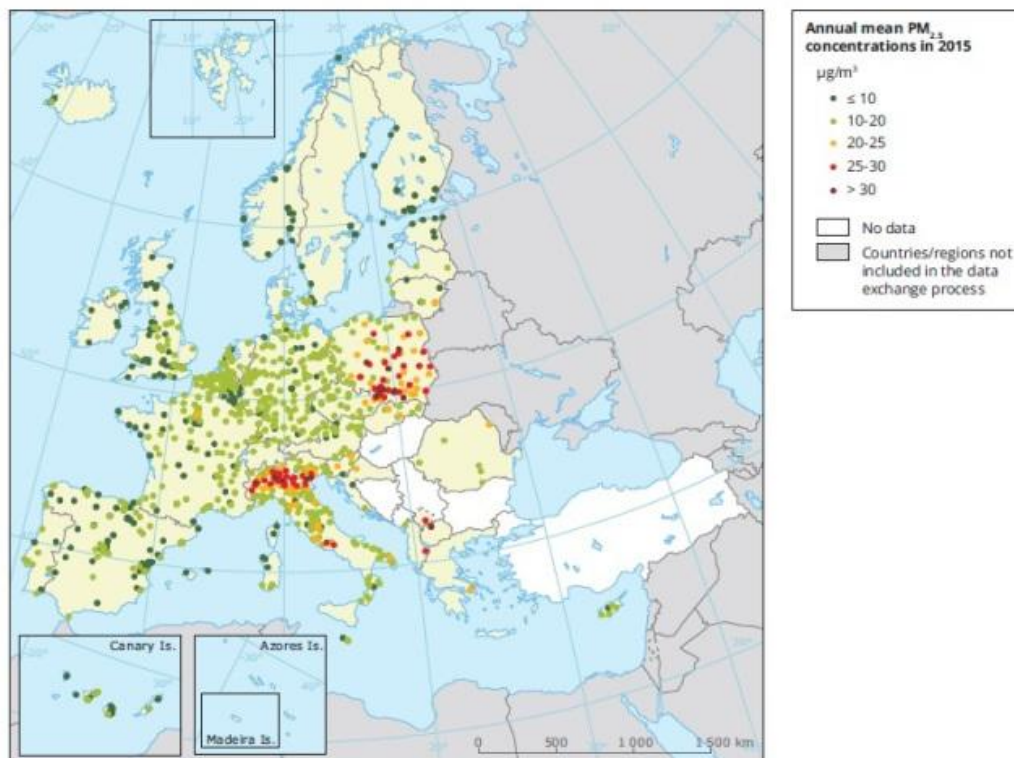 Annual mean PM2.5
concentrations in 2015
µg/m³
≤ 10
10-20
20-25
25-30
> 30
No data
Countries/regions not
included in the data
exchange process
Canary Is.
Azores Is.
Madeira Is.
0 500 1 000 1 500 km